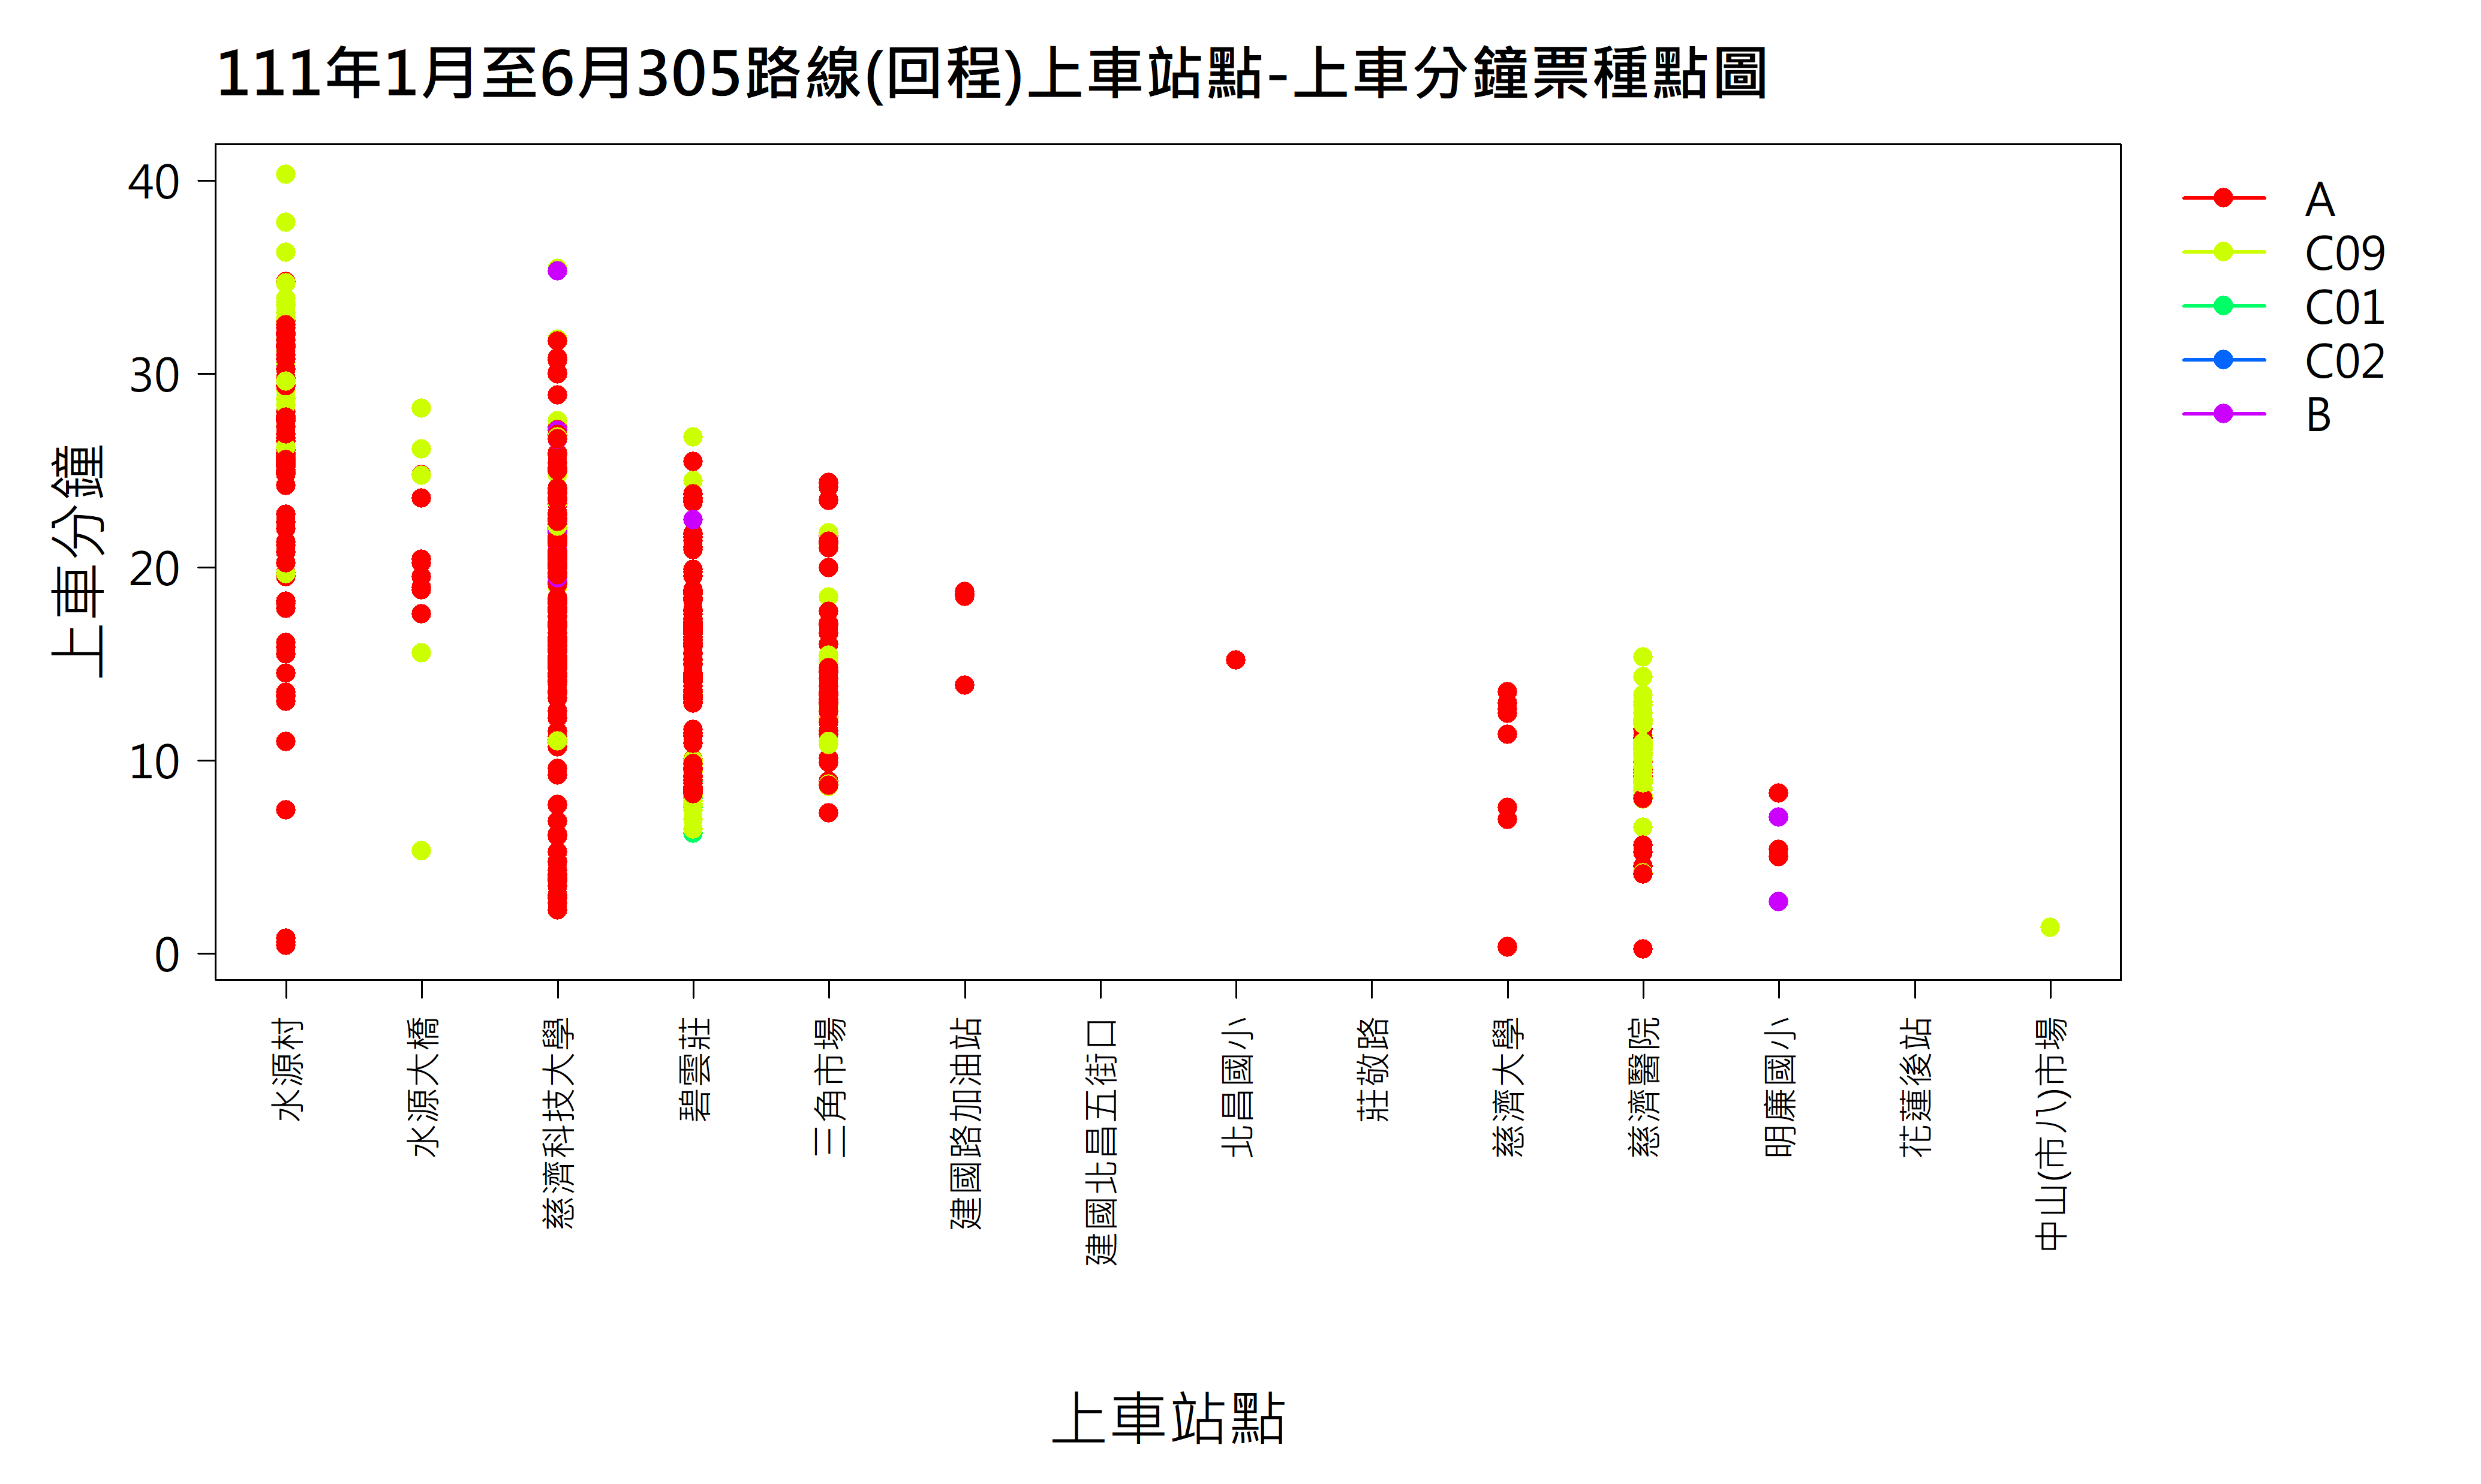 111年1月至6月305路線(回程)上車站點-上車分鐘票種點圖
上車分鐘
40
30
20
10
0
A
C09
C01
C02
B
水源村
水源大橋
慈濟科技大學
碧雲莊
三角市場
建國路加油站
建國北昌五街口
北昌國小
莊敬路
慈濟大學
慈濟醫院
明廉國小
花蓮後站
中山(市八)市場
上車站點